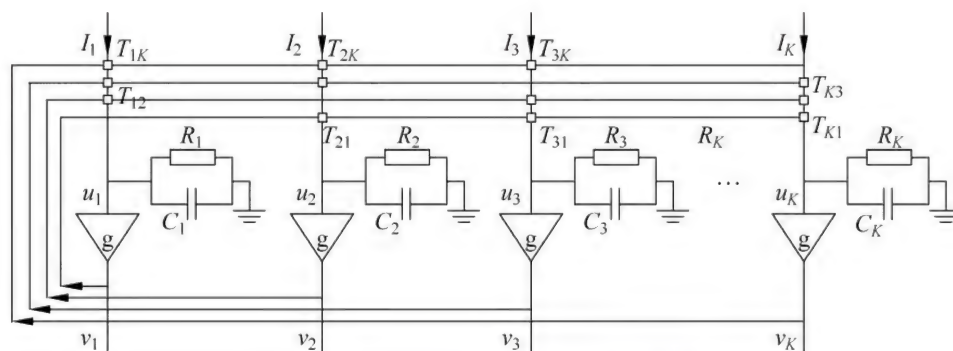 I₁ T₁ₖ I₂ T₂ₖ I₃ T₃ₖ Iₖ
T₁₂ Tₖ₃
T₂₁ T₃₁ Tₖ₁
R₁ R₂ R₃ Rₖ Rₖ
u₁ u₂ u₃ … uₖ
C₁ C₂ C₃ Cₖ
g g g g
v₁ v₂ v₃ vₖ